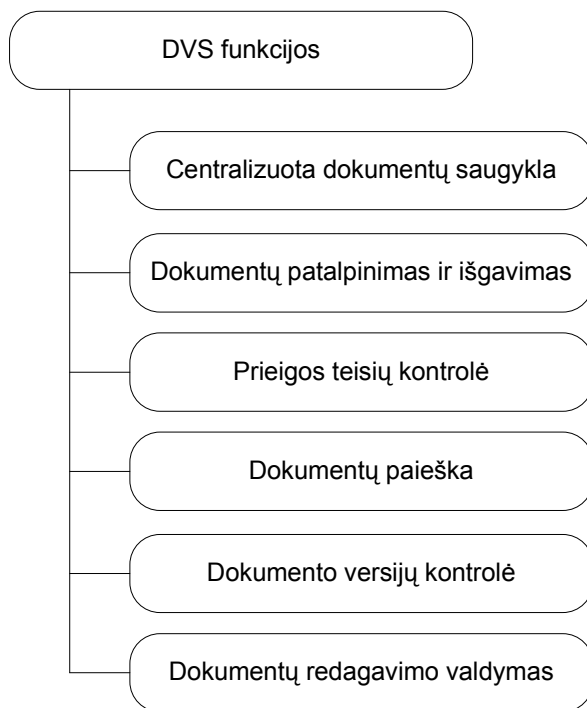 DVS funkcijos
Centralizuota dokumentų saugykla
Dokumentų patalpinimas ir išgavimas
Prieigos teisių kontrolė
Dokumentų paieška
Dokumento versijų kontrolė
Dokumentų redagavimo valdymas